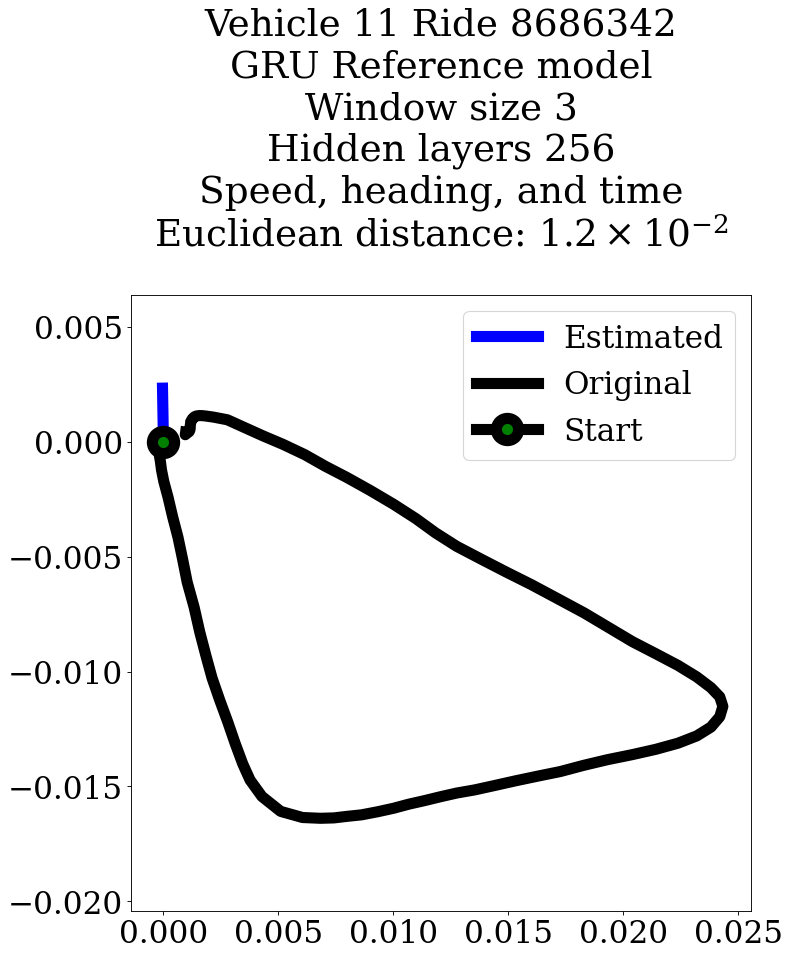 Vehicle 11 Ride 8686342
GRU Reference model
Window size 3
Hidden layers 256
Speed, heading, and time
Euclidean distance: 1.2 × 10⁻²
Estimated
Original
Start
0.005
0.000
−0.005
−0.010
−0.015
−0.020
0.000 0.005 0.010 0.015 0.020 0.025